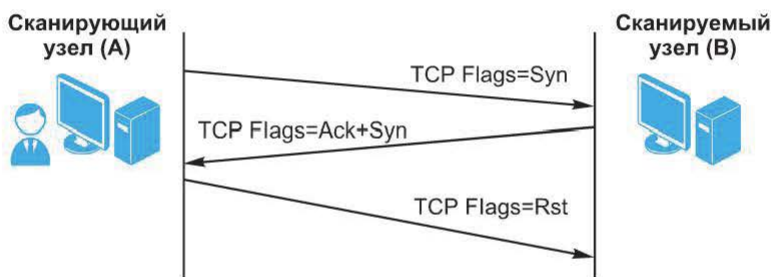 Сканирующий
узел (A)
Сканируемый
узел (B)
TCP Flags=Syn
TCP Flags=Ack+Syn
TCP Flags=Rst